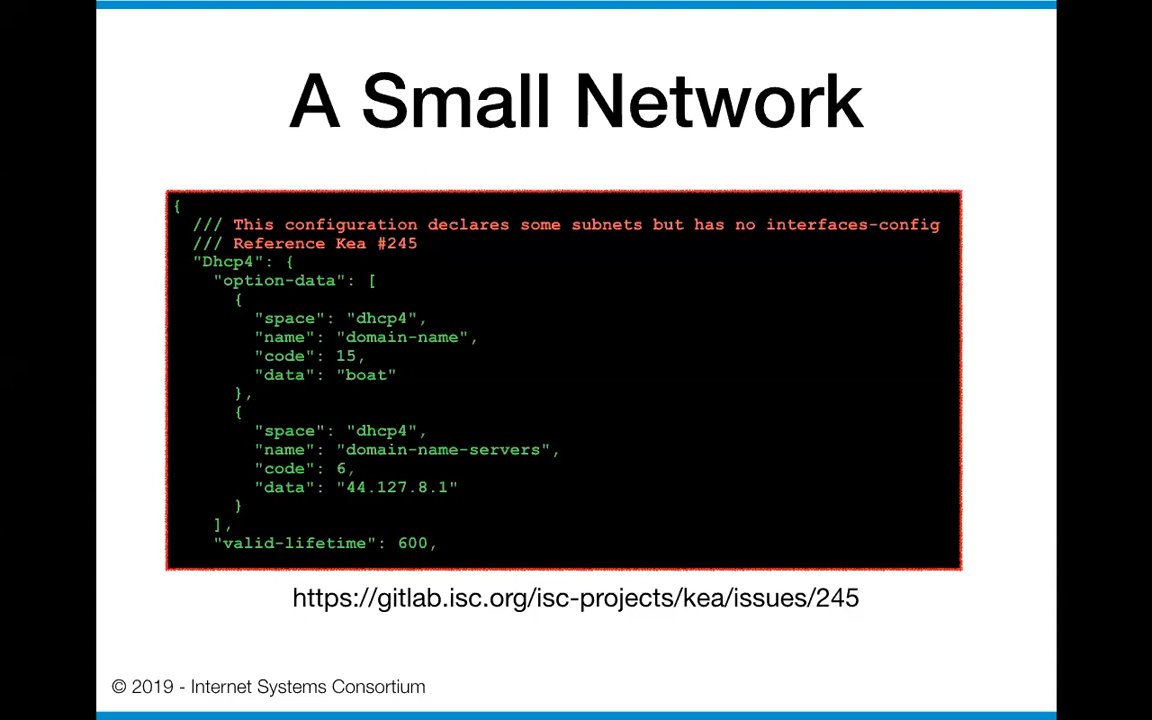 A Small Network
{
/// This configuration declares some subnets but has no interfaces-config
/// Reference Kea #245
"Dhcp4": {
"option-data": [
{
"space": "dhcp4",
"name": "domain-name",
"code": 15,
"data": "boat"
},
{
"space": "dhcp4",
"name": "domain-name-servers",
"code": 6,
"data": "44.127.8.1"
}
],
"valid-lifetime": 600,
https://gitlab.isc.org/isc-projects/kea/issues/245
© 2019 - Internet Systems Consortium